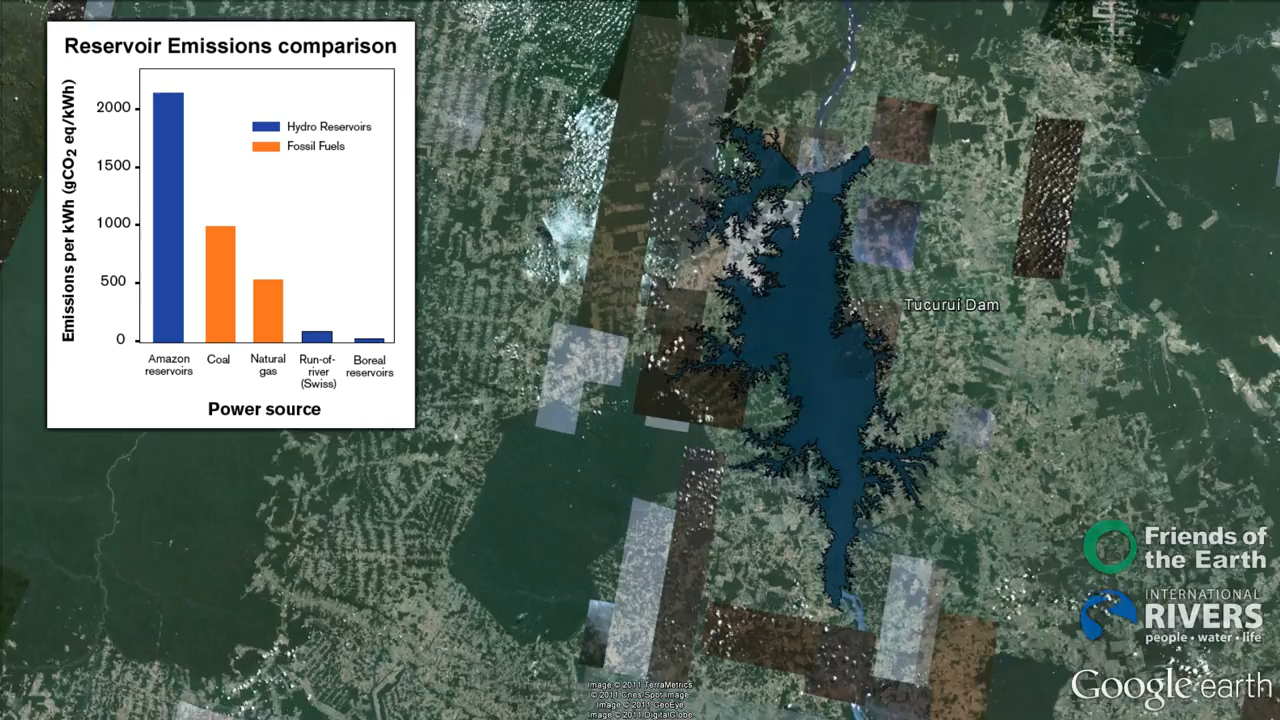 Reservoir Emissions comparison
Emissions per kWh (gCO2 eq/kWh)
2000
1500
1000
500
0
Hydro Reservoirs
Fossil Fuels
Amazon
reservoirs
Coal
Natural
gas
Run-of-
river
(Swiss)
Boreal
reservoirs
Power source
Tucuruí Dam
Friends of
the Earth
INTERNATIONAL
RIVERS
people • water • life
Google earth
Image © 2011 TerraMetrics
© 2011 Cnes/Spot Image
Image © 2011 GeoEye
Image © 2011 DigitalGlobe